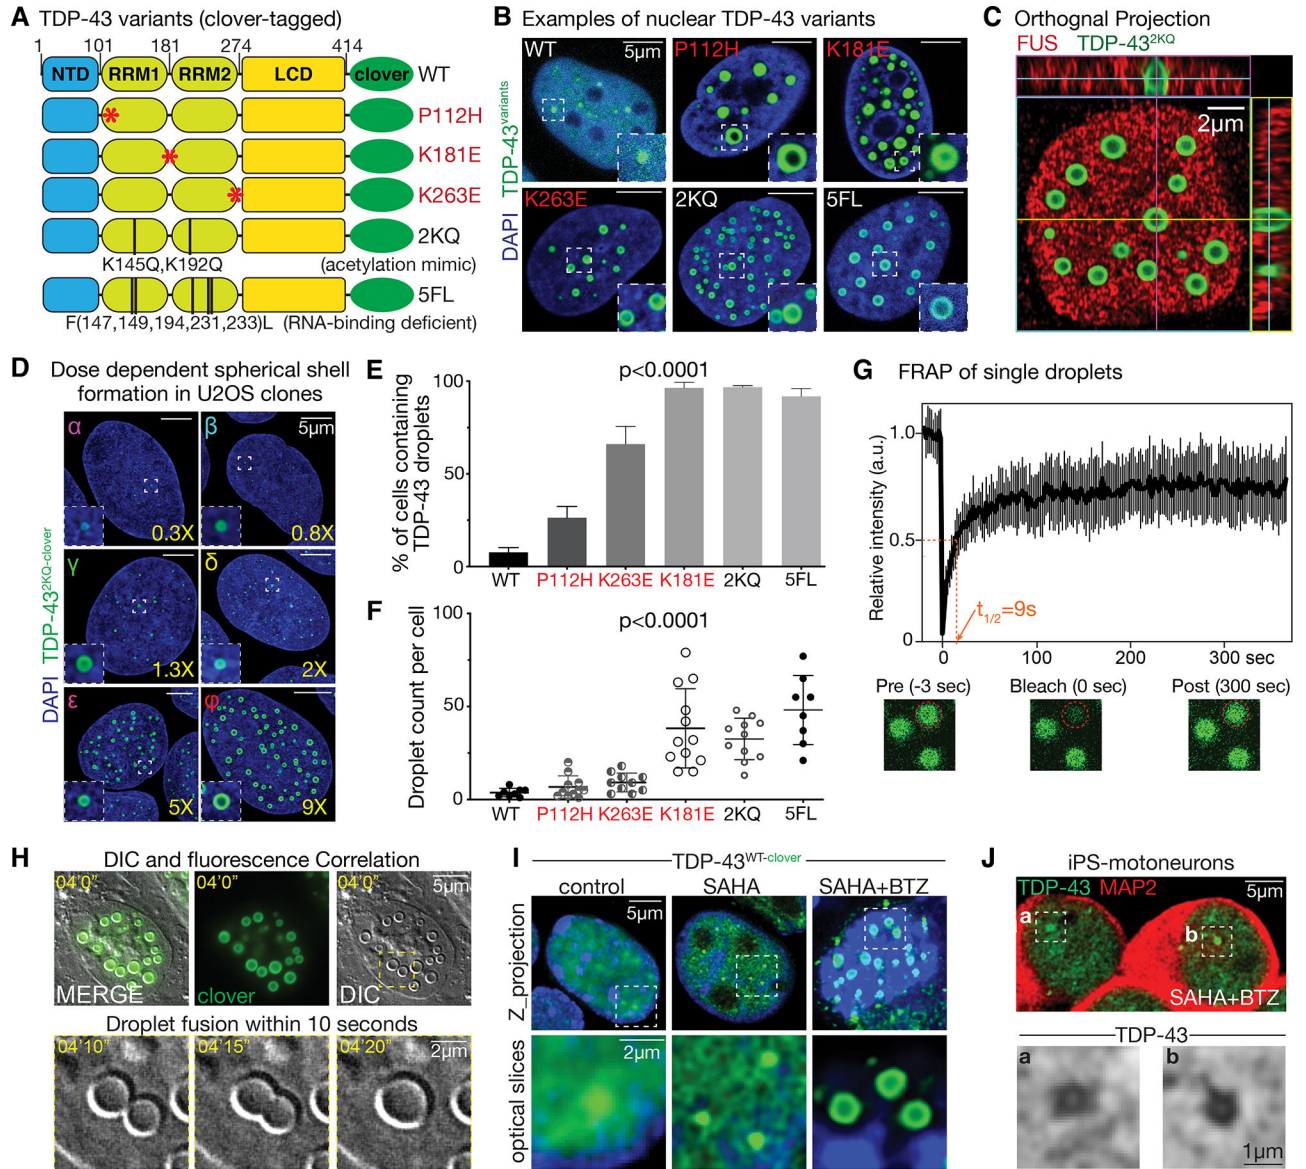 A TDP-43 variants (clover-tagged)
1 101 181 274 414
NTD RRM1 RRM2 LCD clover WT
P112H
K181E
K263E
2KQ
K145Q,K192Q (acetylation mimic)
5FL
F(147,149,194,231,233)L (RNA-binding deficient)
B Examples of nuclear TDP-43 variants
DAPI TDP-43variants
WT 5µm P112H K181E
K263E 2KQ 5FL
C Orthognal Projection
FUS TDP-432KQ
2µm
D Dose dependent spherical shell
formation in U2OS clones
DAPI TDP-432KQ-clover
α β 5µm
0.3X 0.8X
γ δ
1.3X 2X
ε φ
5X 9X
E
% of cells containing
TDP-43 droplets
p<0.0001
100
50
0
WT P112H K263E K181E 2KQ 5FL
F
Droplet count per cell
p<0.0001
100
50
0
WT P112H K263E K181E 2KQ 5FL
G FRAP of single droplets
Relative intensity (a.u.)
1.0
0.5
t1/2=9s
0
0 100 200 300 sec
Pre (-3 sec) Bleach (0 sec) Post (300 sec)
H DIC and fluorescence Correlation
04'0" 04'0" 04'0" 5µm
MERGE clover DIC
Droplet fusion within 10 seconds
04'10" 04'15" 04'20" 2µm
I TDP-43WT-clover
control SAHA SAHA+BTZ
Z_projection
5µm
optical slices
2µm
J iPS-motoneurons
TDP-43 MAP2 5µm
a b
SAHA+BTZ
TDP-43
a b
1µm